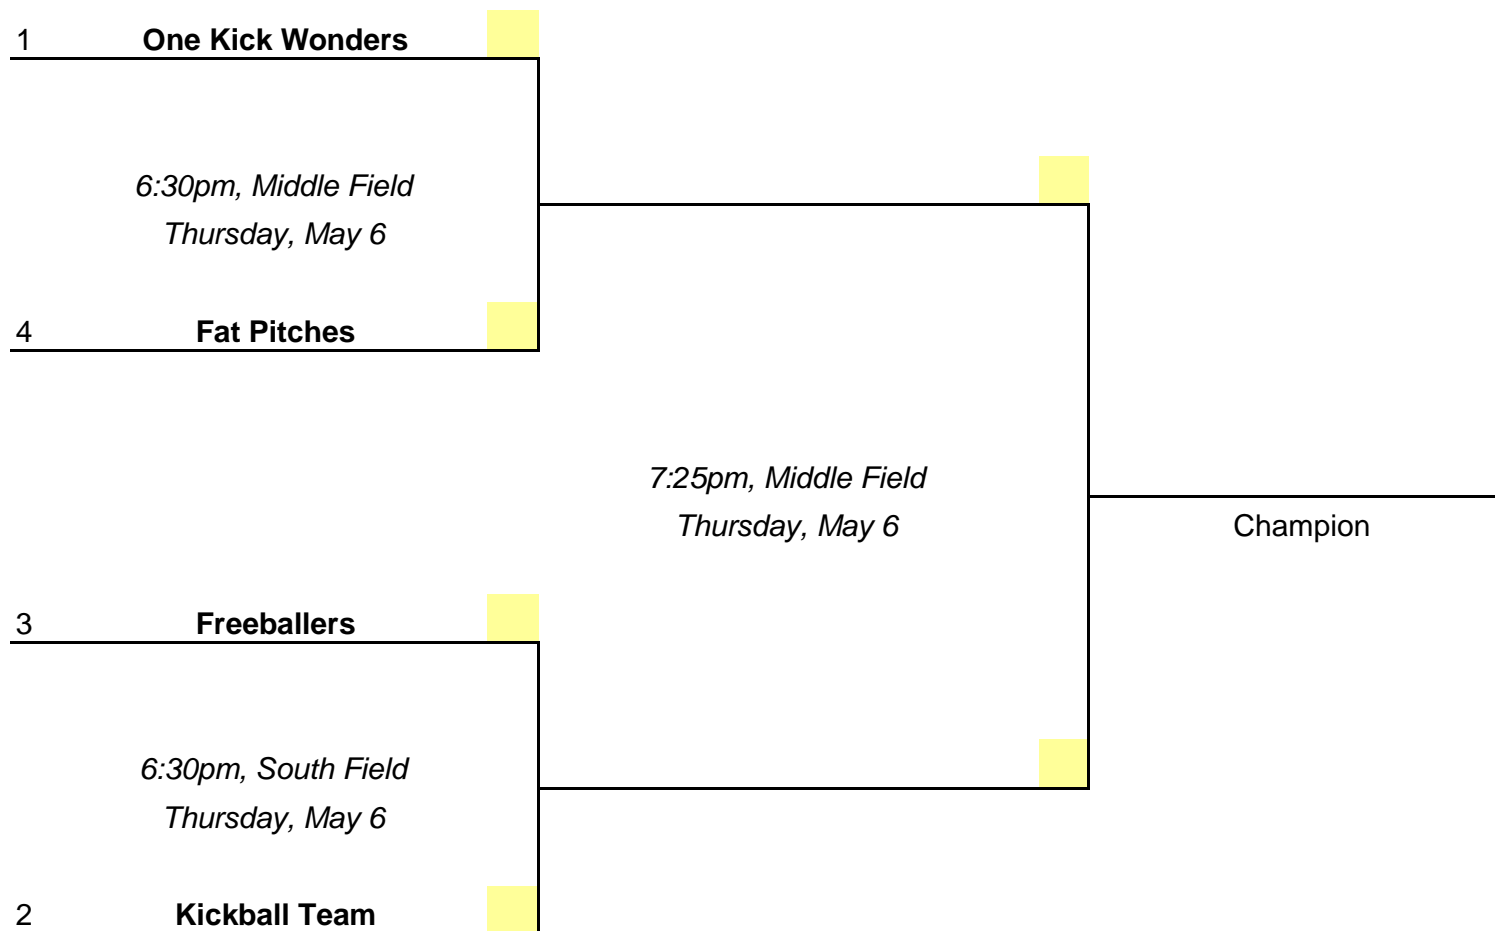 1 One Kick Wonders
6:30pm, Middle Field
Thursday, May 6
4 Fat Pitches
7:25pm, Middle Field
Thursday, May 6
Champion
3 Freeballers
6:30pm, South Field
Thursday, May 6
2 Kickball Team